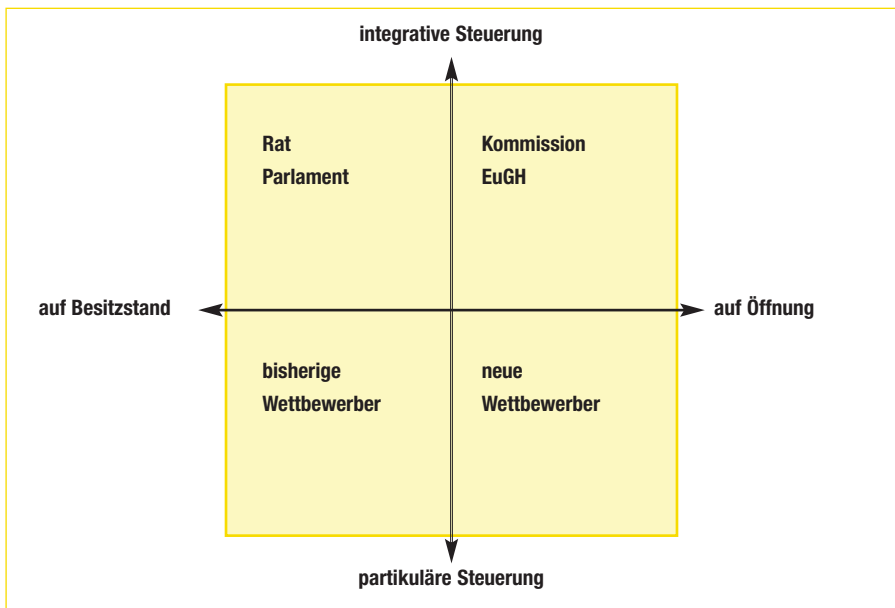 integrative Steuerung
Rat
Parlament
Kommission
EuGH
auf Besitzstand
auf Öffnung
bisherige
Wettbewerber
neue
Wettbewerber
partikuläre Steuerung